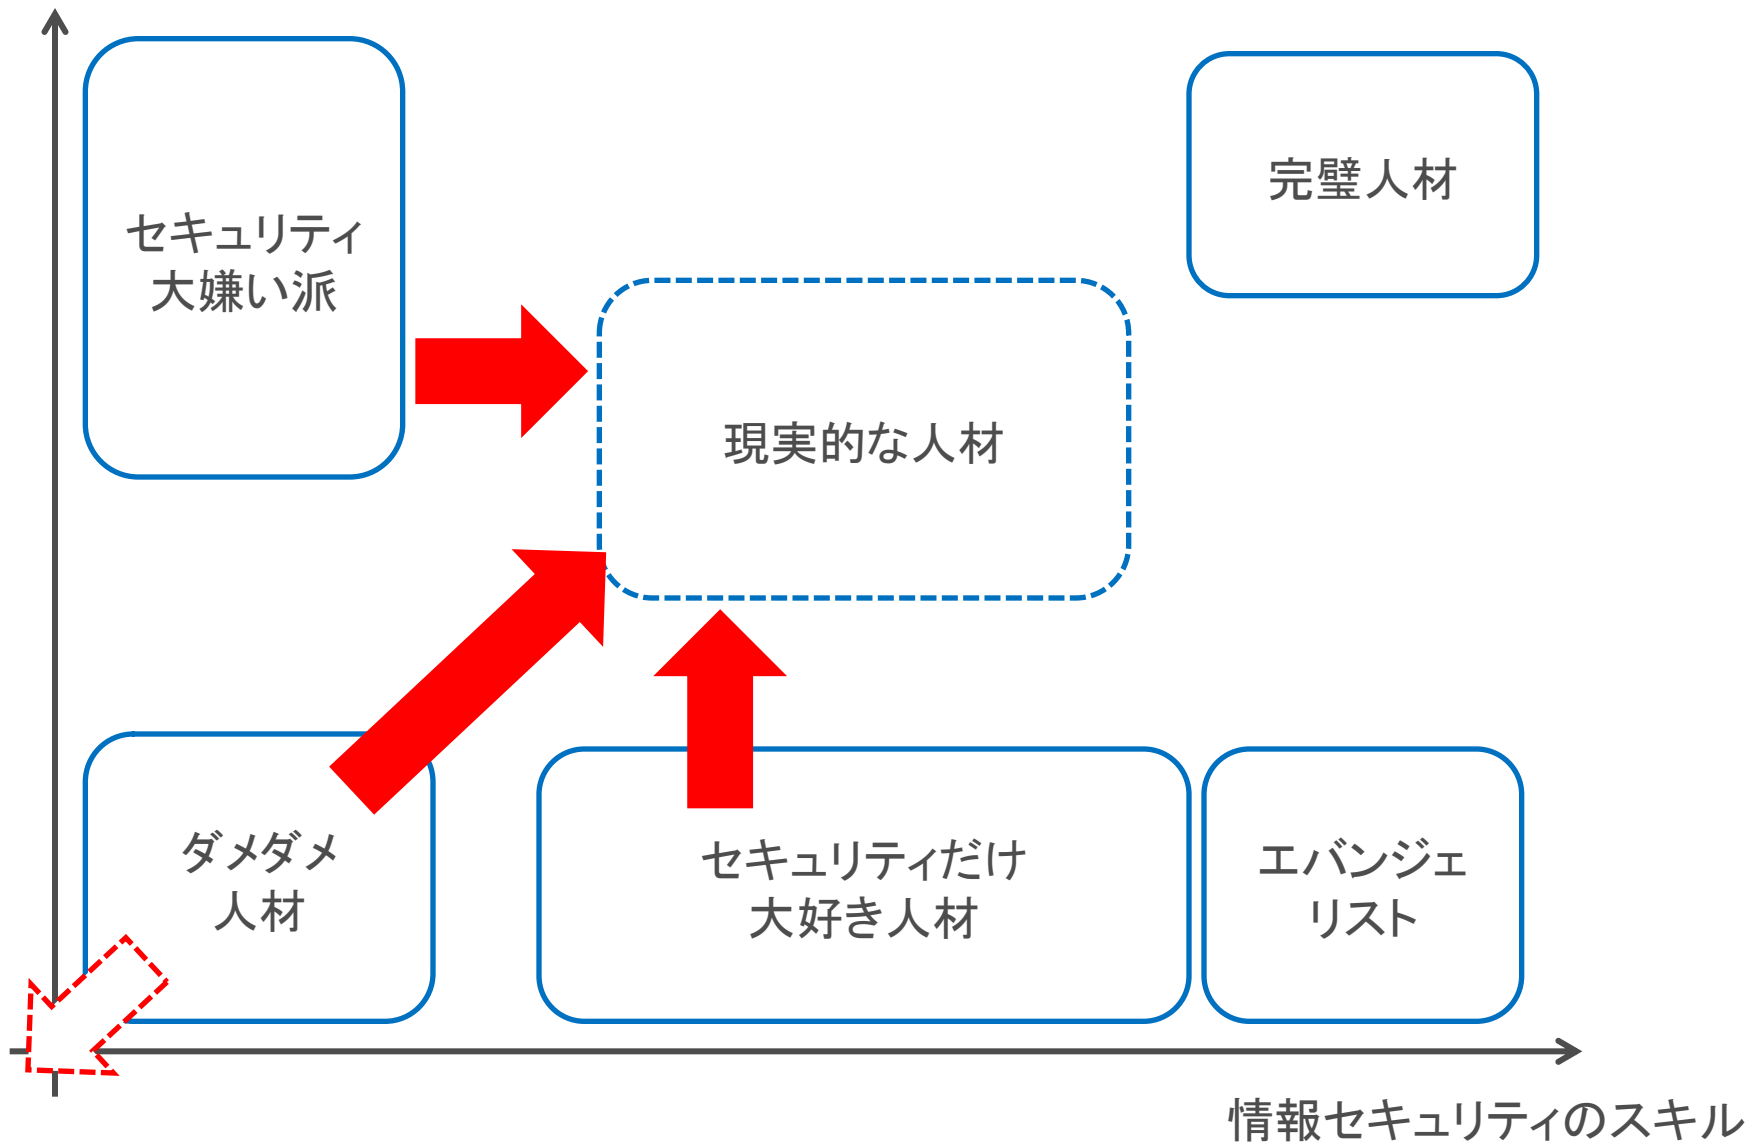 セキュリティ
大嫌い派
完璧人材
現実的な人材
ダメダメ
人材
セキュリティだけ
大好き人材
エバンジェ
リスト
情報セキュリティのスキル